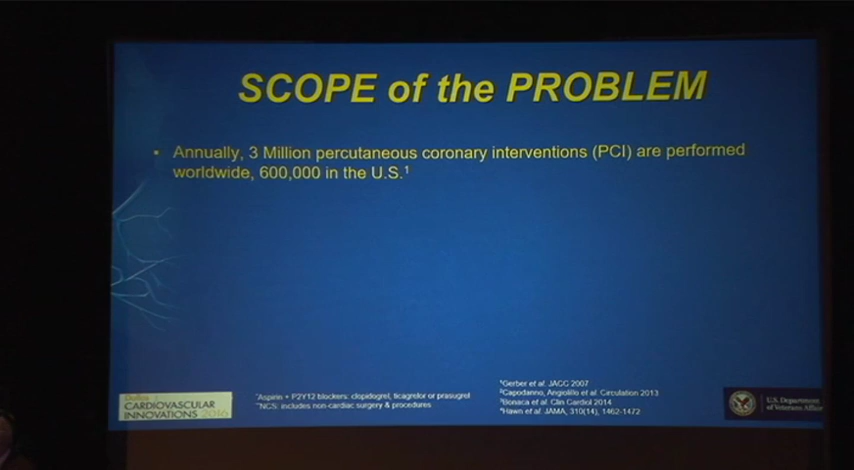 SCOPE of the PROBLEM
• Annually, 3 Million percutaneous coronary interventions (PCI) are performed
worldwide, 600,000 in the U.S.¹
Dallas
CARDIOVASCULAR
INNOVATIONS 2016
*Aspirin + P2Y12 blockers: clopidogrel, ticagrelor or prasugrel
**NCS: includes non-cardiac surgery & procedures
¹Gerber et al. JACC 2007
²Capodanno, Angiolillo et al. Circulation 2013
³Bonaca et al. Clin Cardiol 2014
⁴Hawn et al. JAMA, 310(14), 1462-1472
U.S. Department
of Veterans Affair